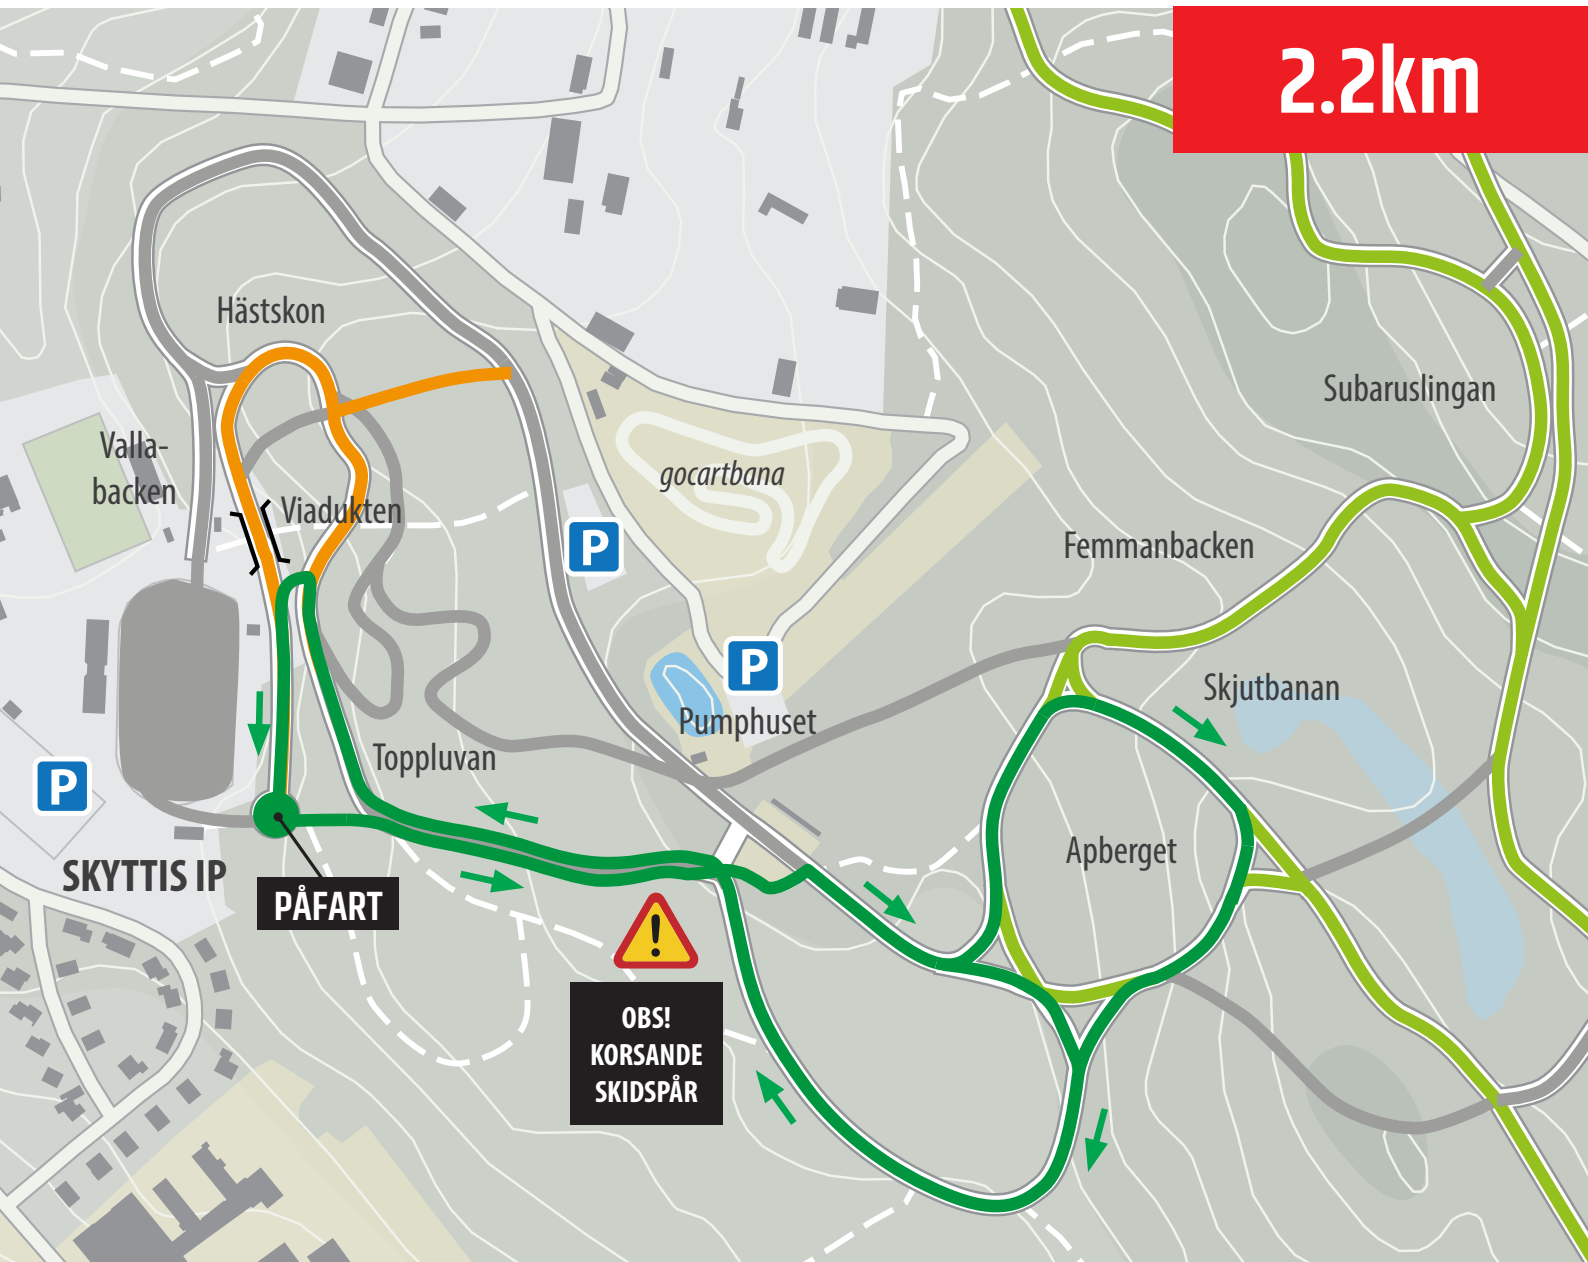 2.2km
Hästskon
Subaruslingan
Valla-
backen
gocartbana
Viadukten
P
Femmanbacken
P
Skjutbanan
Pumphuset
Toppluvan
P
Apberget
SKYTTIS IP
PÅFART
!
OBS!
KORSANDE
SKIDSPÅR